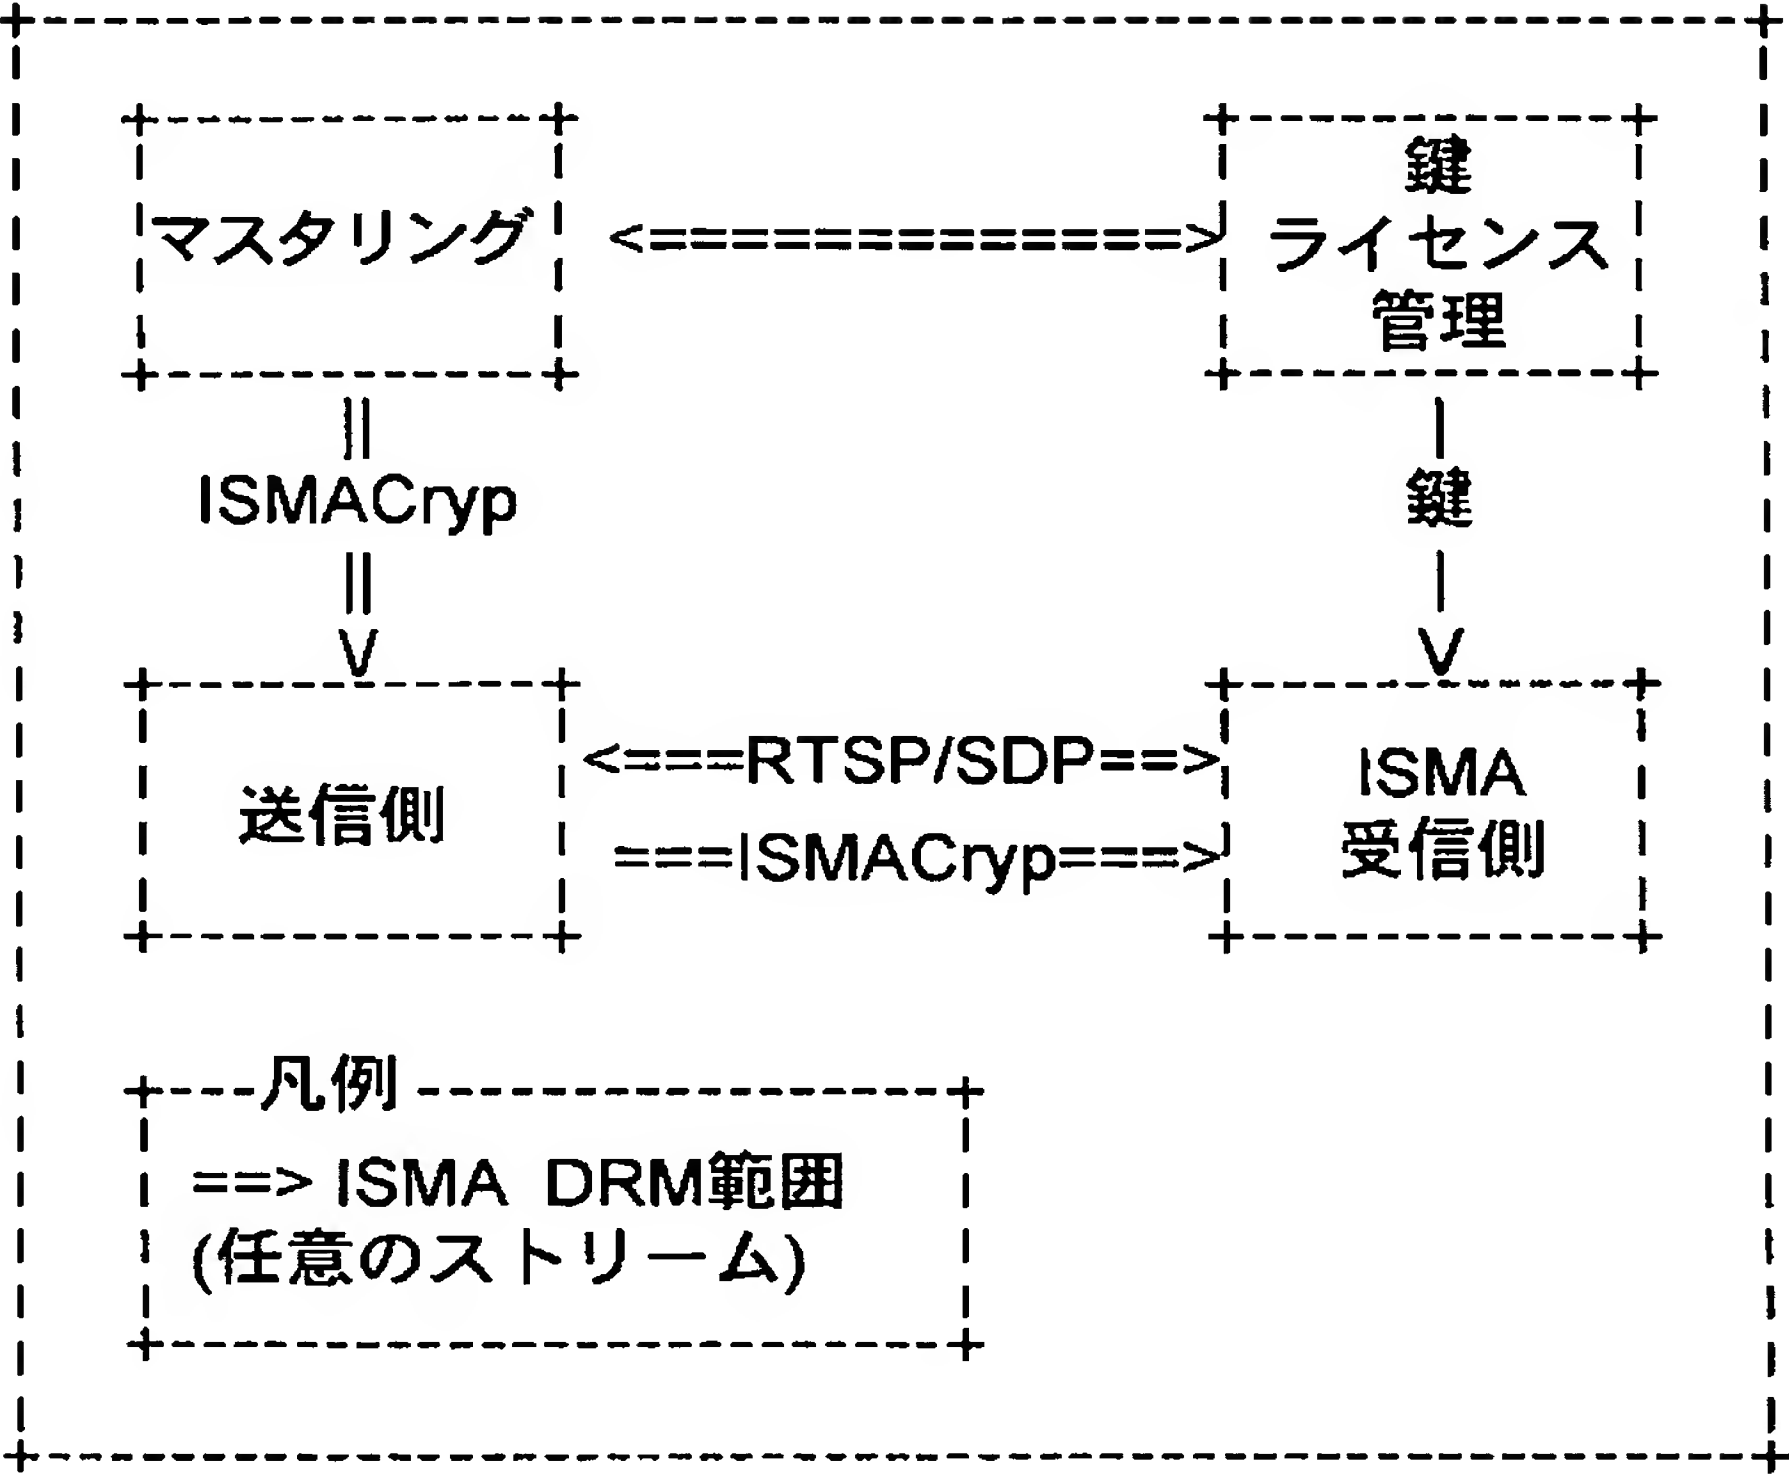 マスタリング
<=============>
鍵
ライセンス
管理
||
ISMACryp
||
V
|
鍵
|
V
送信側
<===RTSP/SDP==>
===ISMACryp===>
ISMA
受信側
凡例
==> ISMA DRM範囲
(任意のストリーム)